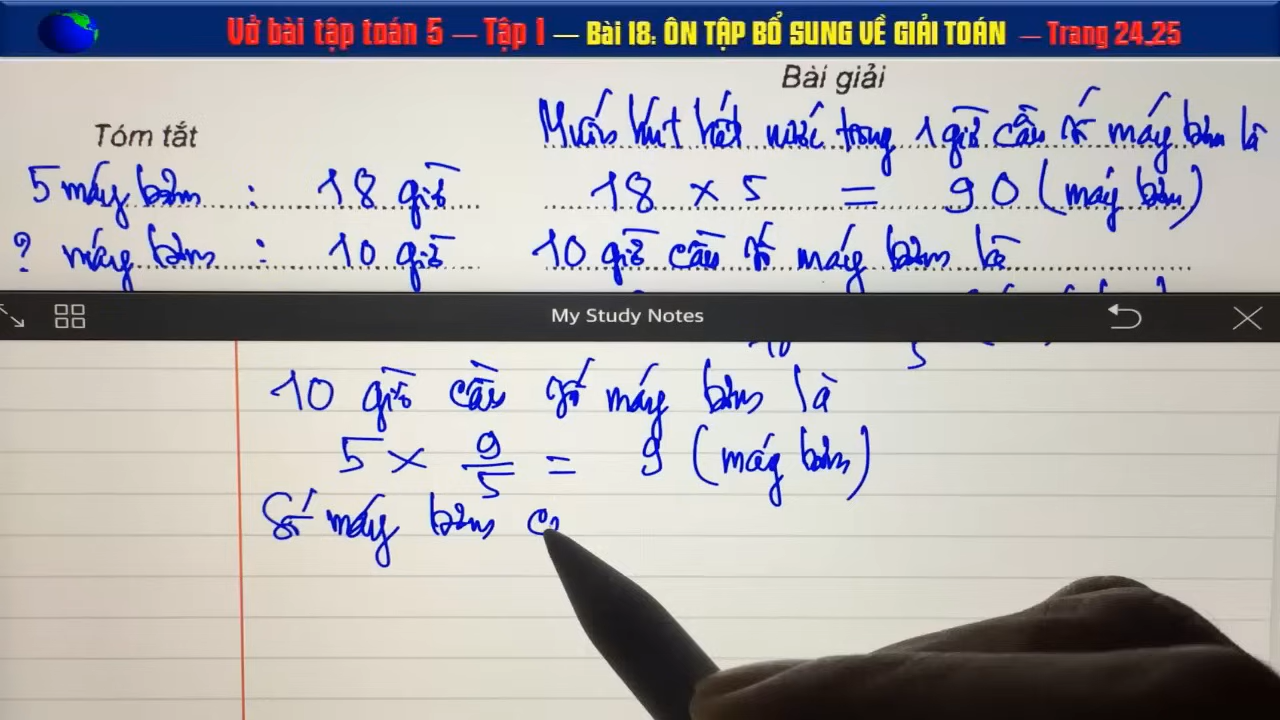 Vở bài tập toán 5 — Tập 1 — Bài 18: ÔN TẬP BỔ SUNG VỀ GIẢI TOÁN — Trang 24_25
Bài giải
Tóm tắt
Muốn hút hết nước trong 1 giờ cần số máy bơm là
5 máy bơm : 18 giờ
18 × 5 = 90 (máy bơm)
? máy bơm : 10 giờ
10 giờ cần số máy bơm là
My Study Notes
10 giờ cần số máy bơm là
5 × 9/5 = 9 (máy bơm)
Số máy bơm